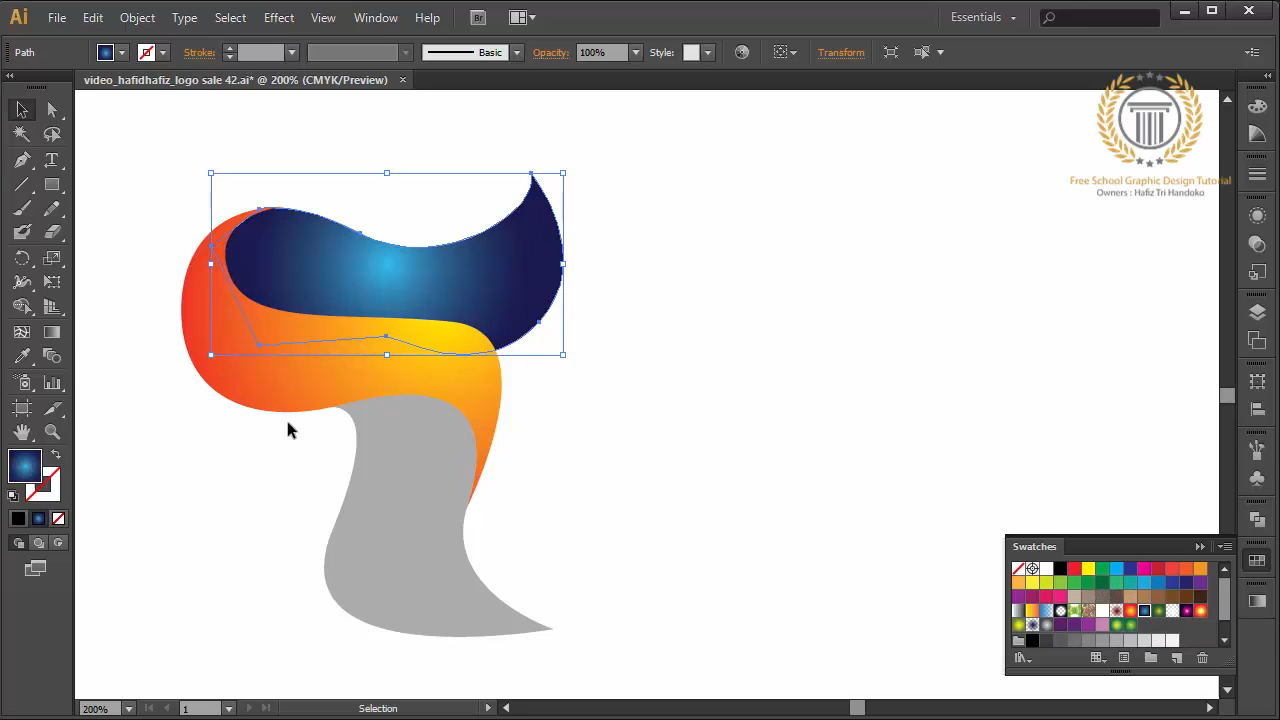 Ai File Edit Object Type Select Effect View Window Help Br Essentials
Path Stroke: Basic Opacity: 100% Style: Transform
video_hafidhafiz_logo sale 42.ai* @ 200% (CMYK/Preview)
Free School Graphic Design Tutorial
Owners : Hafiz Tri Handoko
Swatches
200% 1 Selection